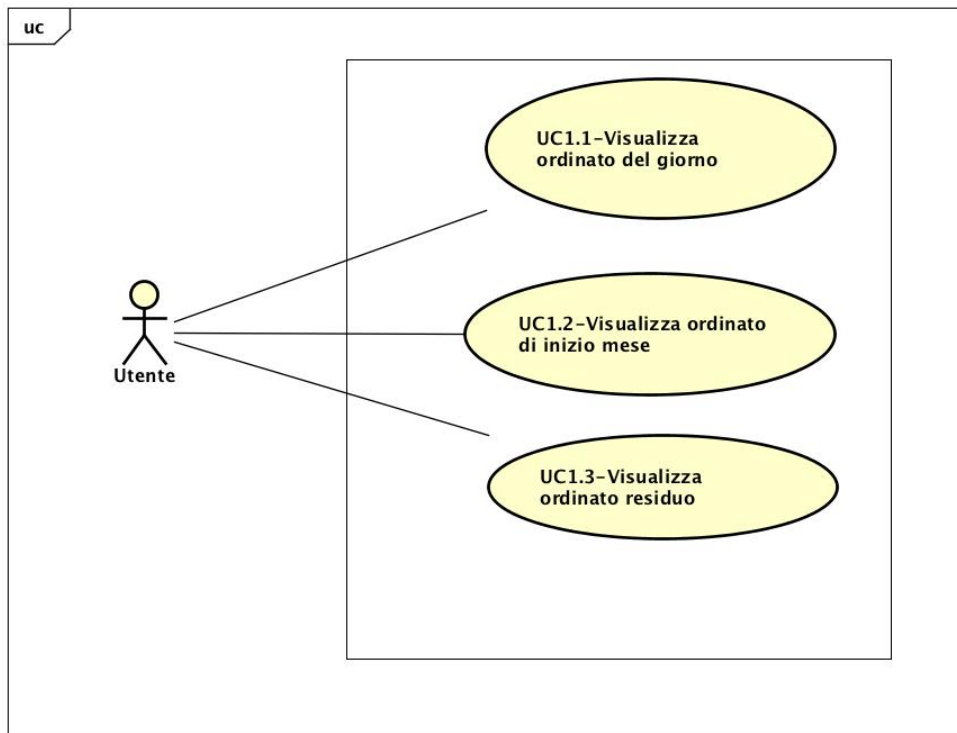 uc
UC1.1-Visualizza
ordinato del giorno
UC1.2-Visualizza ordinato
di inizio mese
Utente
UC1.3-Visualizza
ordinato residuo